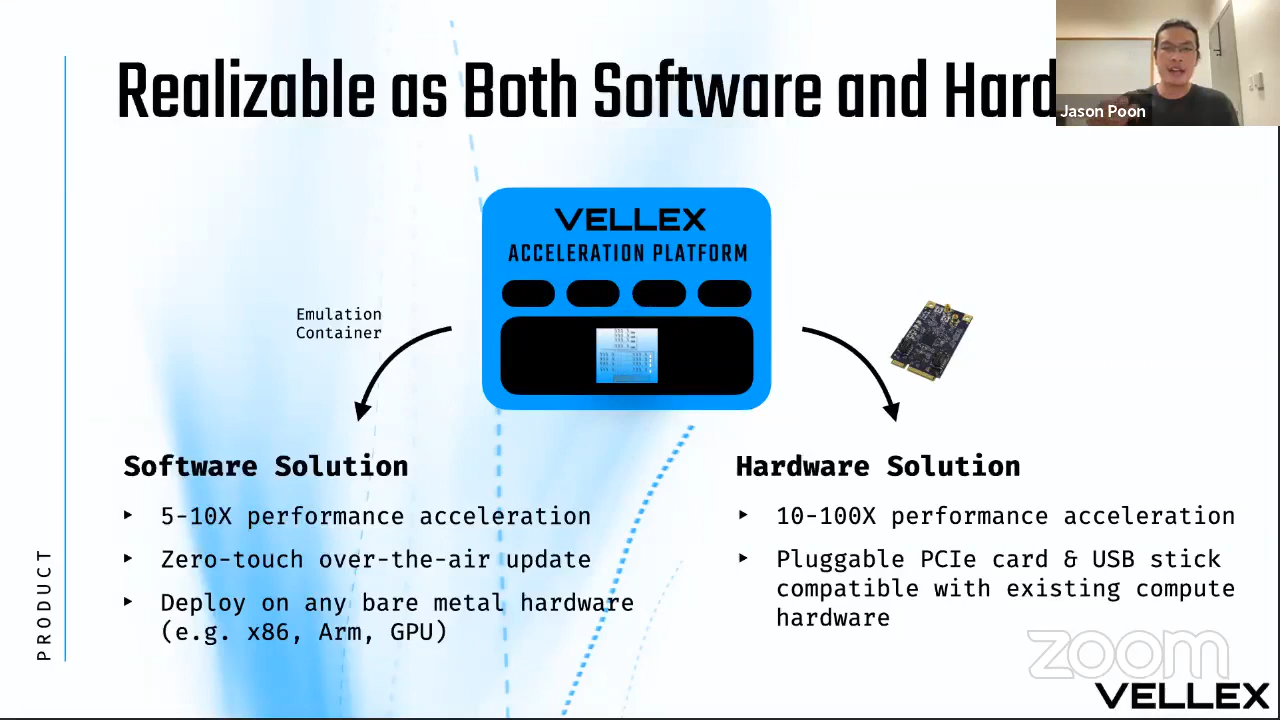 Realizable as Both Software and Hard
Jason Poon
VELLEX
ACCELERATION PLATFORM
Emulation
Container
Software Solution
‣ 5-10X performance acceleration
‣ Zero-touch over-the-air update
‣ Deploy on any bare metal hardware
(e.g. x86, Arm, GPU)
Hardware Solution
‣ 10-100X performance acceleration
‣ Pluggable PCIe card & USB stick
compatible with existing compute
hardware
PRODUCT
zoom
VELLEX